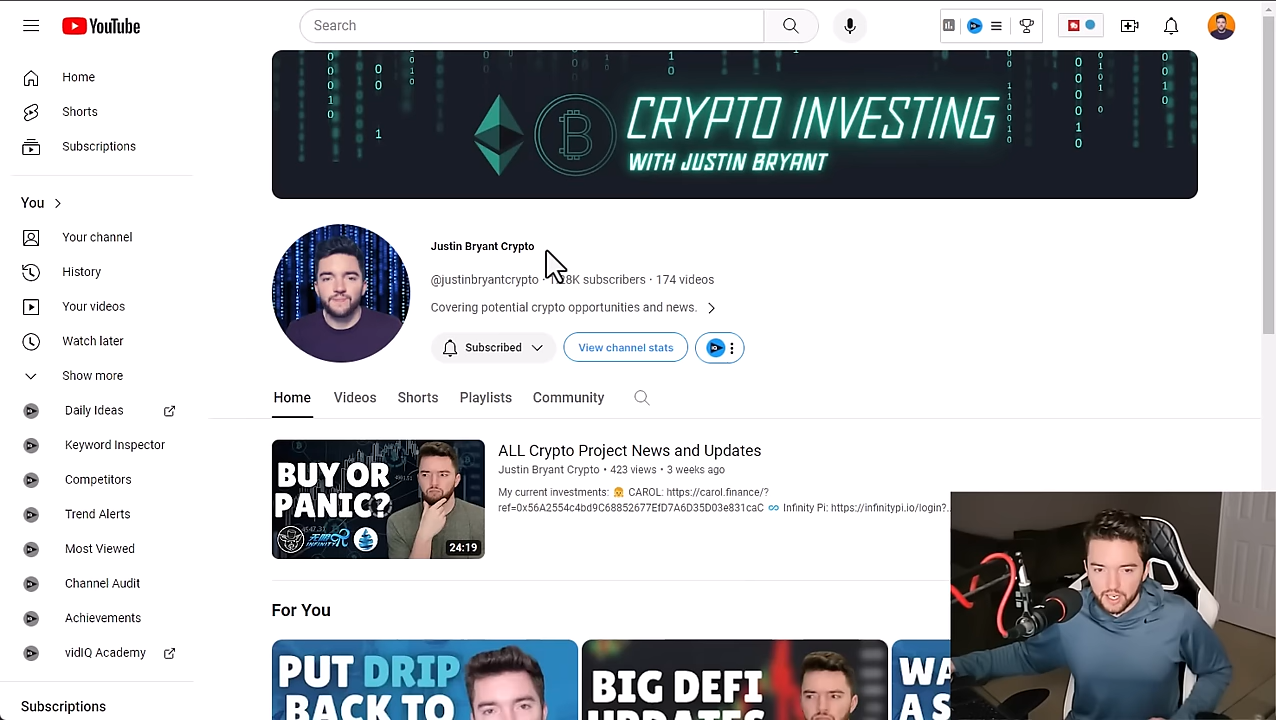 YouTube
Search
Home
Shorts
Subscriptions
You
Your channel
History
Your videos
Watch later
Show more
Daily Ideas
Keyword Inspector
Competitors
Trend Alerts
Most Viewed
Channel Audit
Achievements
vidIQ Academy
Subscriptions
CRYPTO INVESTING
WITH JUSTIN BRYANT
Justin Bryant Crypto
@justinbryantcrypto · 28K subscribers · 174 videos
Covering potential crypto opportunities and news.
Subscribed
View channel stats
Home Videos Shorts Playlists Community
BUY OR
PANIC?
24:19
ALL Crypto Project News and Updates
Justin Bryant Crypto • 423 views • 3 weeks ago
My current investments: 👩‍🦰 CAROL: https://carol.finance/?
ref=0x56A2554c4bd9C68852677EfD7A6D35D03e831caC ♾️ Infinity Pi: https://infinitypi.io/login?..
For You
PUT DRIP
BACK TO
BIG DEFI
UPDATES
WA
A S